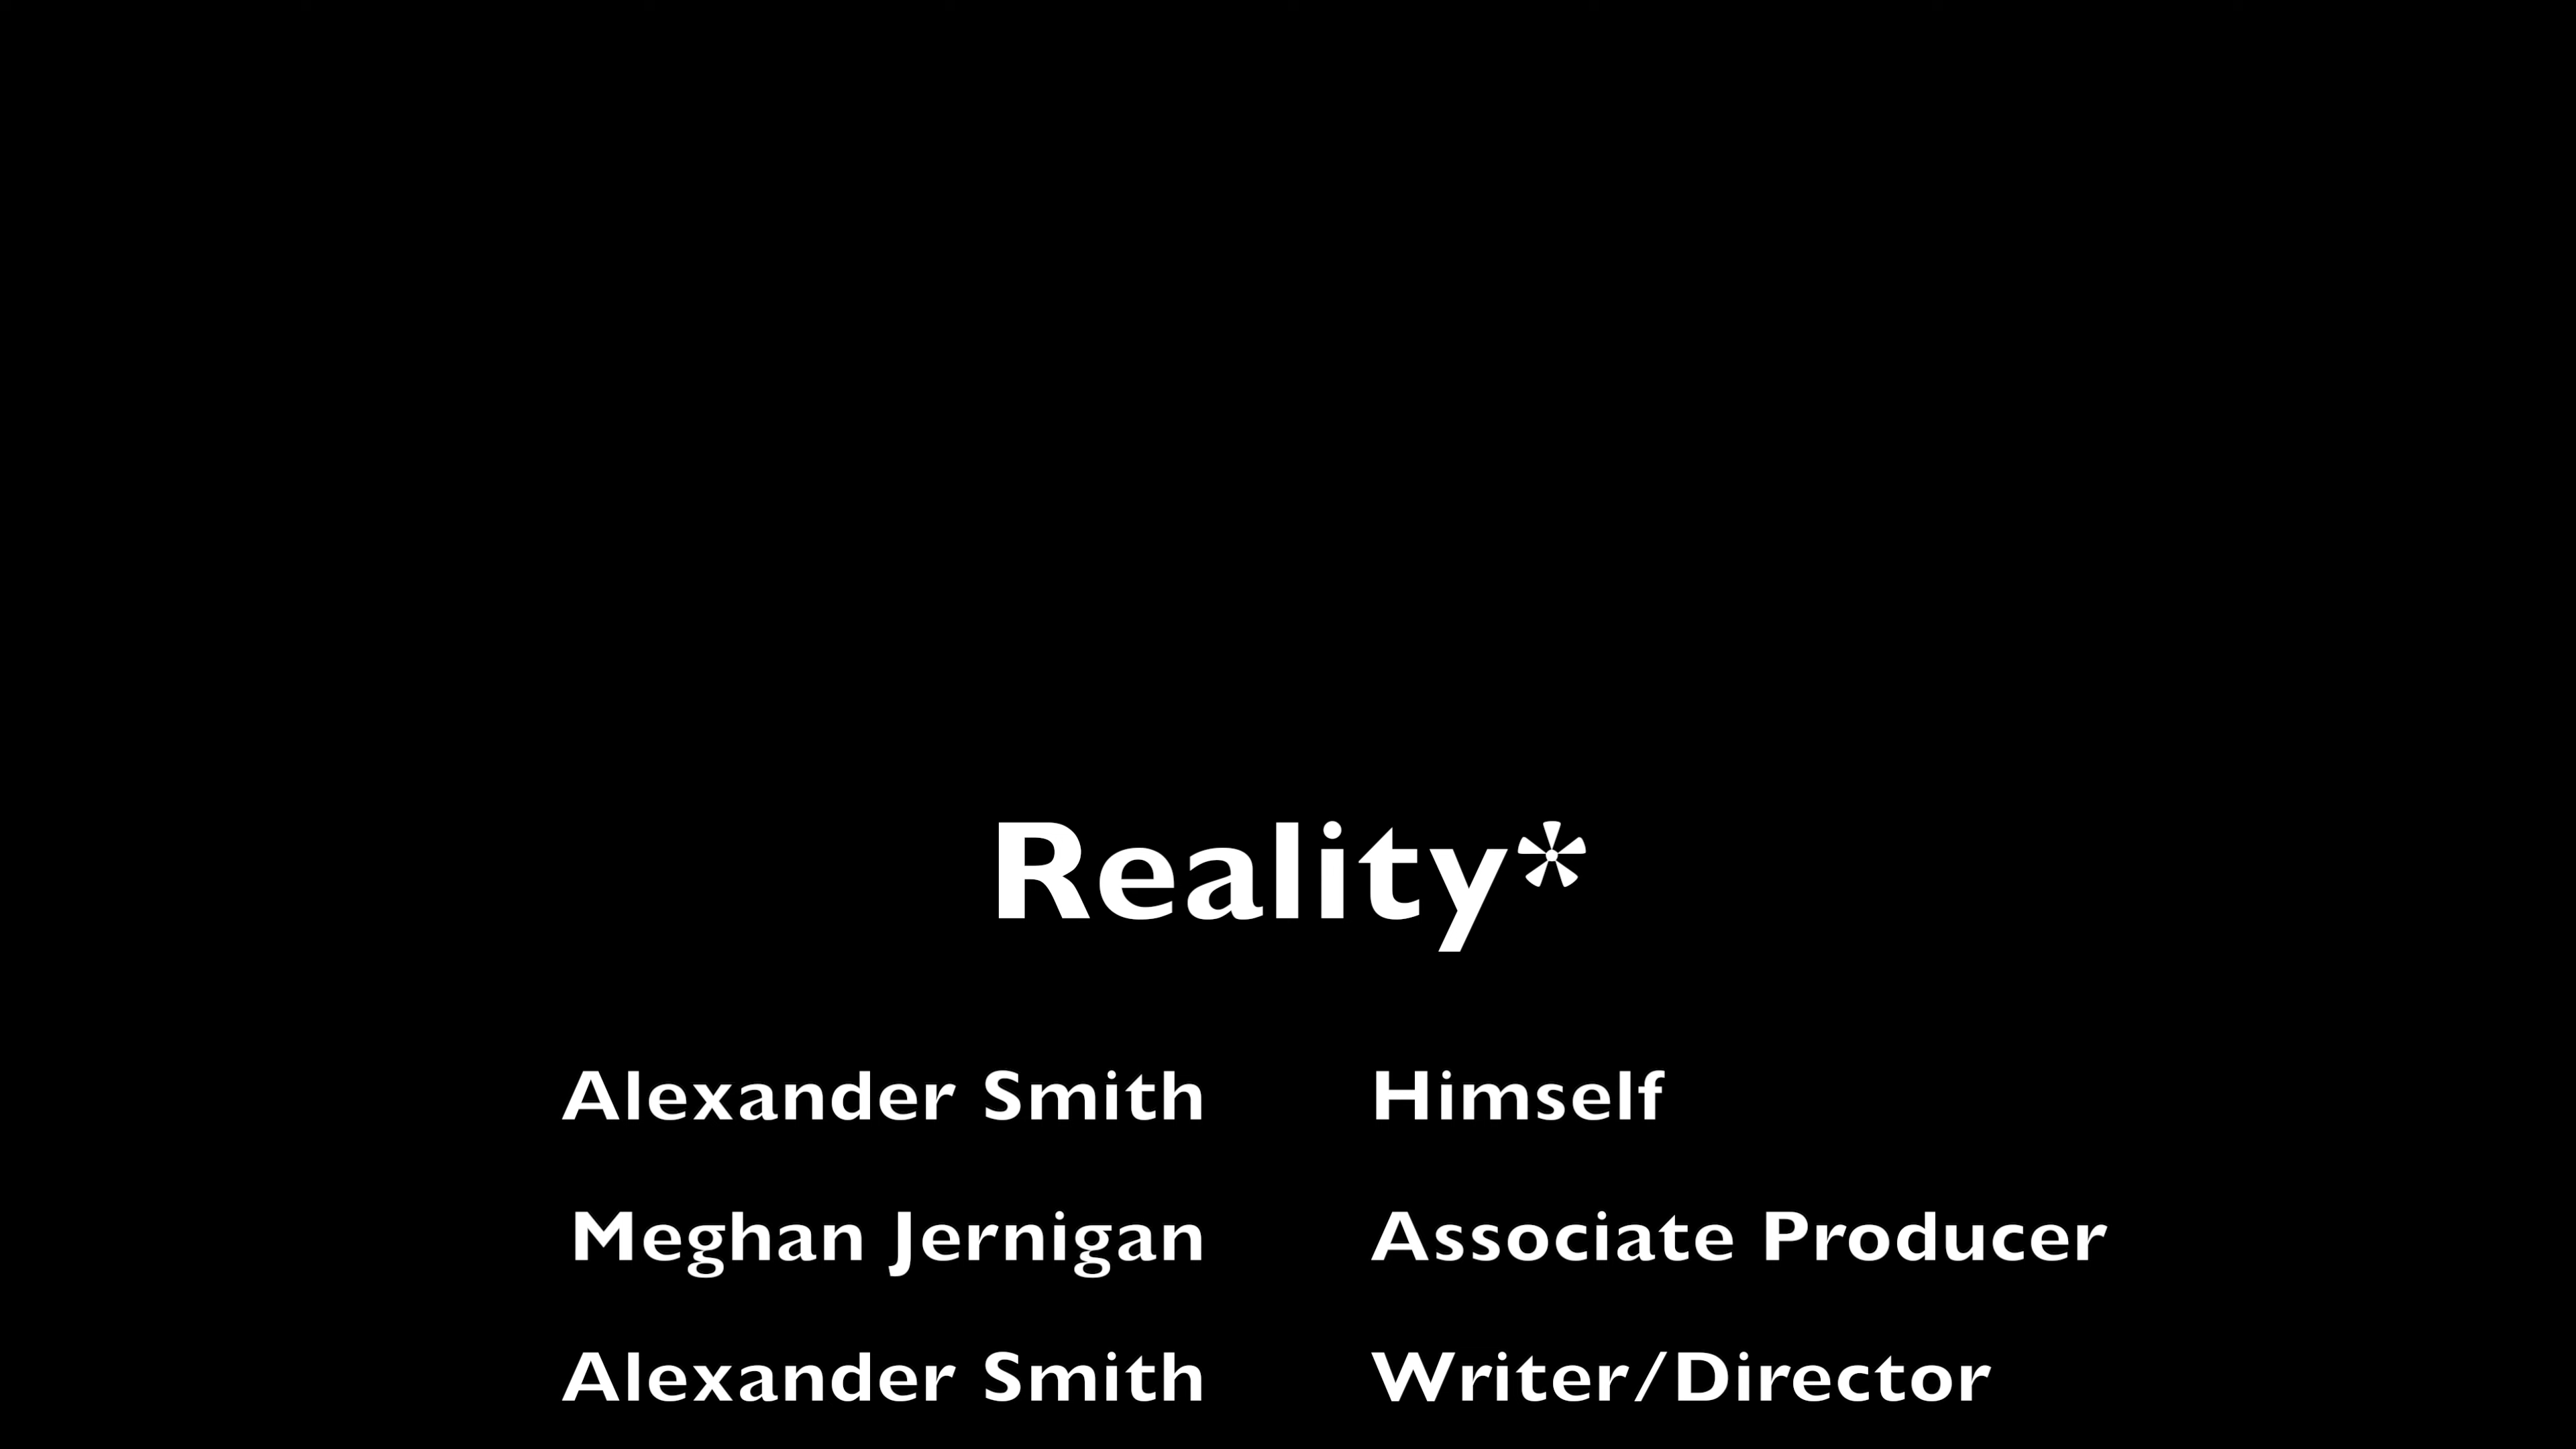 Reality*
Alexander Smith Himself
Meghan Jernigan Associate Producer
Alexander Smith Writer/Director